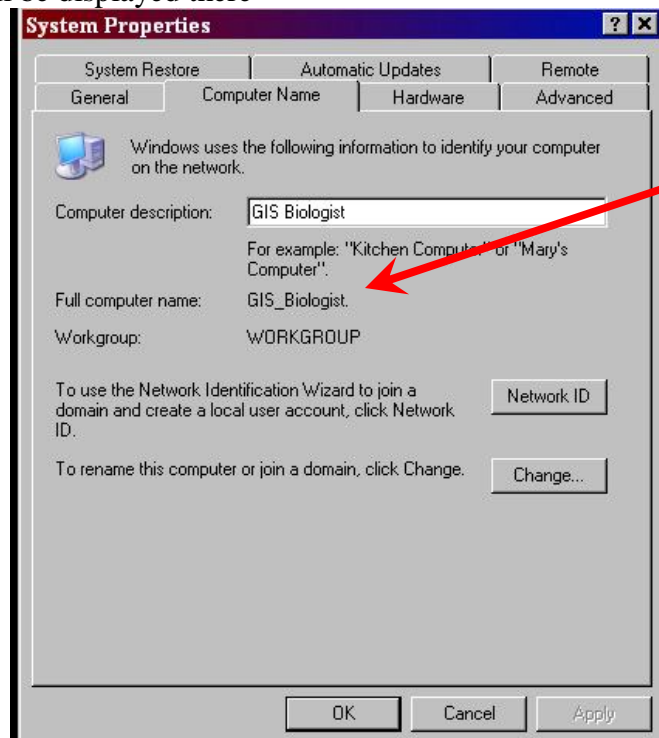 be displayed there
System Properties
System Restore Automatic Updates Remote
General Computer Name Hardware Advanced
Windows uses the following information to identify your computer
on the network.
Computer description: GIS Biologist
For example: "Kitchen Computer" or "Mary's
Computer".
Full computer name: GIS_Biologist.
Workgroup: WORKGROUP
To use the Network Identification Wizard to join a
domain and create a local user account, click Network
ID.
Network ID
To rename this computer or join a domain, click Change.
Change...
OK Cancel Apply